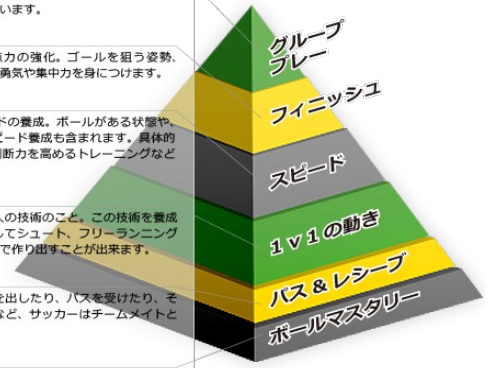 います。
点力の強化。ゴールを狙う姿勢、
勇気や集中力を身につけます。
ドの養成。ボールがある状態や、
ピード養成も含まれます。具体的
判断力を高めるトレーニングなど
人の技術のこと。この技術を養成
してシュート、フリーランニング
で作り出すことが出来ます。
を出したり、パスを受けたり、そ
など、サッカーはチームメイトと
グループ
プレー
フィニッシュ
スピード
1v1の動き
パス&レシーブ
ボールマスタリー